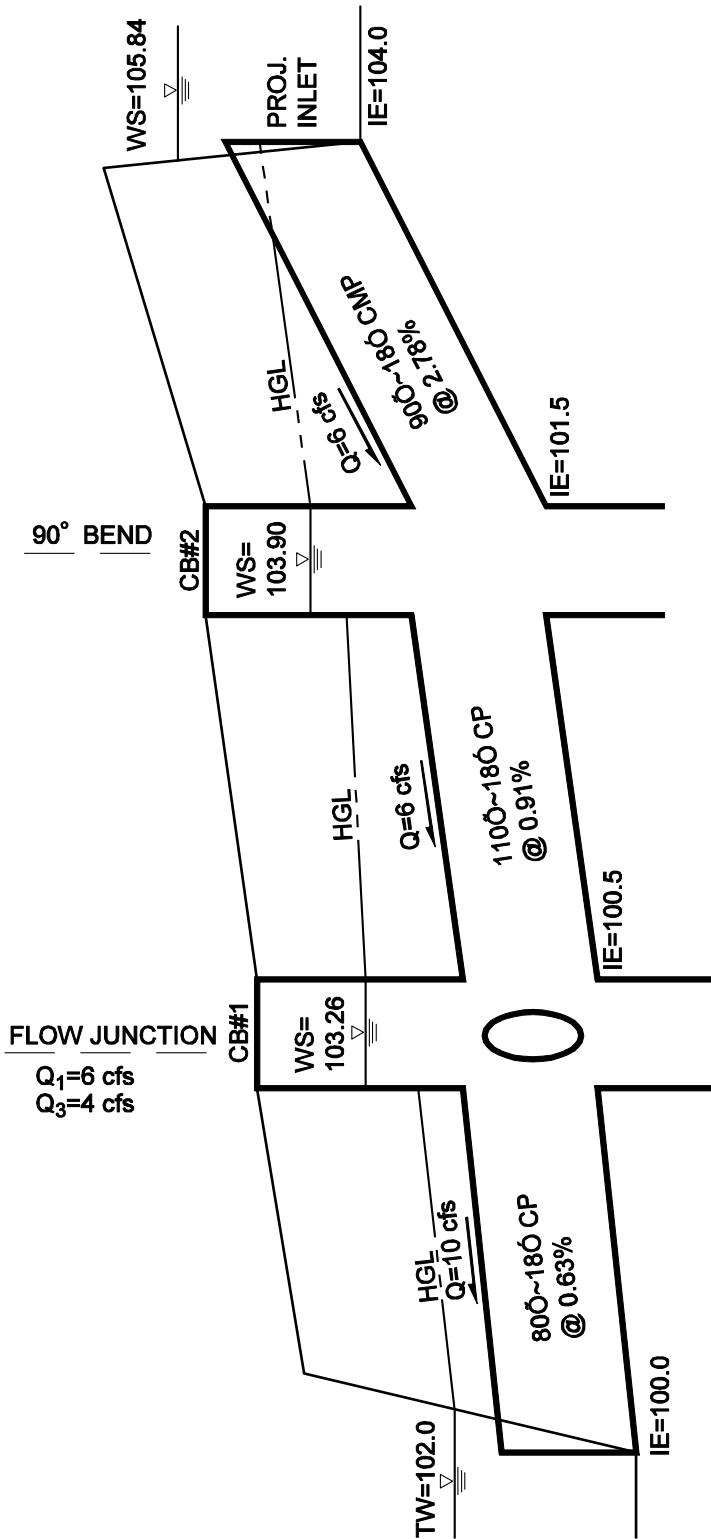 WS=105.84
PROJ.
INLET
IE=104.0
HGL
Q=6 cfs
90Õ~18Ó CMP
@ 2.78%
IE=101.5
90° BEND
CB#2
WS=
103.90
HGL
Q=6 cfs
110Õ~18Ó CP
@ 0.91%
IE=100.5
FLOW JUNCTION
Q₁=6 cfs
Q₃=4 cfs
CB#1
WS=
103.26
HGL
Q=10 cfs
80Õ~18Ó CP
@ 0.63%
TW=102.0
IE=100.0